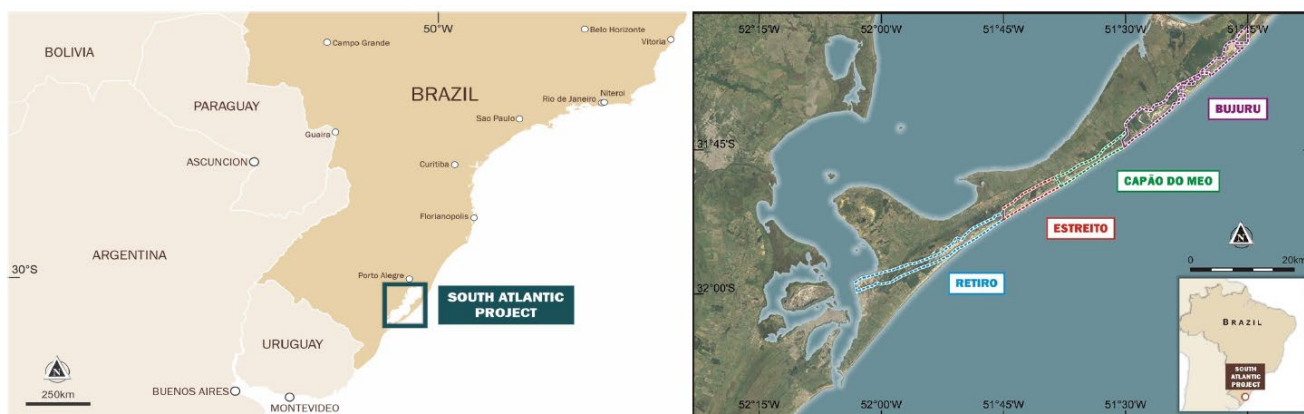 50°W
BOLIVIA
Campo Grande
Belo Horizonte
Vitoria
BRAZIL
PARAGUAY
Rio de Janeiro
Niteroi
Sao Paulo
Guaira
ASCUNCION
Curitiba
Florianopolis
ARGENTINA
30°S
Porto Alegre
SOUTH ATLANTIC
PROJECT
URUGUAY
N
250km
BUENOS AIRES
MONTEVIDEO
52°15'W
52°00'W
51°45'W
51°30'W
51°15'W
BUJURU
31°45'S
CAPÃO DO MEO
ESTREITO
N
0
20km
RETIRO
32°00'S
BRAZIL
SOUTH
ATLANTIC
PROJECT
52°15'W
52°00'W
51°45'W
51°30'W